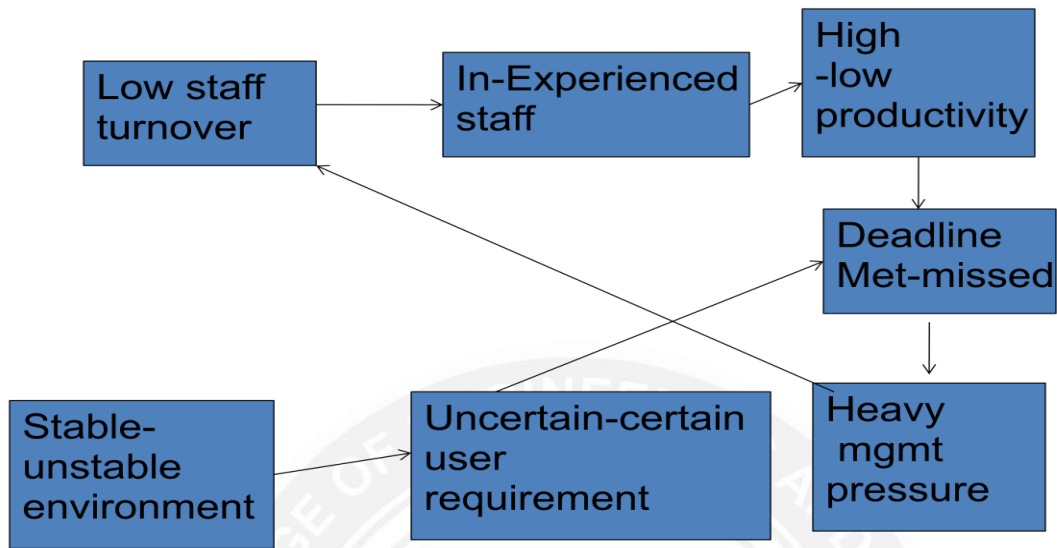 Low staff
turnover
In-Experienced
staff
High
-low
productivity
Deadline
Met-missed
Stable-
unstable
environment
Uncertain-certain
user
requirement
Heavy
mgmt
pressure